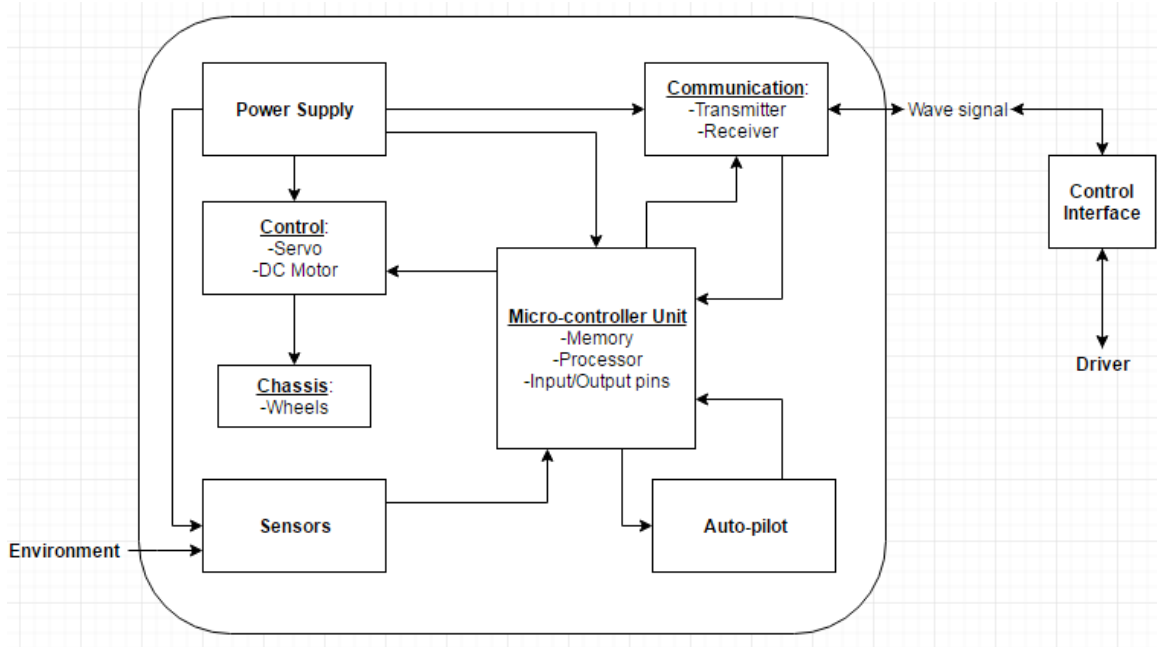 Power Supply
Communication:
-Transmitter
-Receiver
Wave signal
Control
Interface
Driver
Control:
-Servo
-DC Motor
Micro-controller Unit
-Memory
-Processor
-Input/Output pins
Chassis:
-Wheels
Sensors
Auto-pilot
Environment